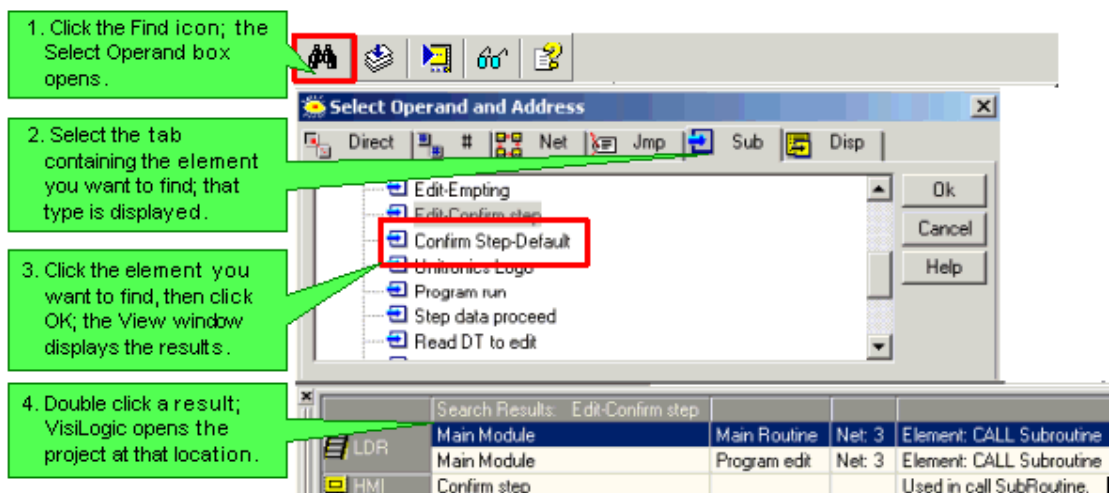 1. Click the Find icon; the
Select Operand box
opens.
2. Select the tab
containing the element
you want to find; that
type is displayed.
3. Click the element you
want to find, then click
OK; the View window
displays the results.
4. Double click a result;
VisiLogic opens the
project at that location.
Select Operand and Address
Direct # Net Jmp Sub Disp
Edit-Empting
Edit-Confirm step
Confirm Step-Default
Unitronics Logo
Program run
Step data proceed
Read DT to edit
Ok
Cancel
Help
Search Results: Edit-Confirm step
LDR
Main Module Main Routine Net: 3 Element: CALL Subroutine
Main Module Program edit Net: 3 Element: CALL Subroutine
HMI Confirm step Used in call SubRoutine.